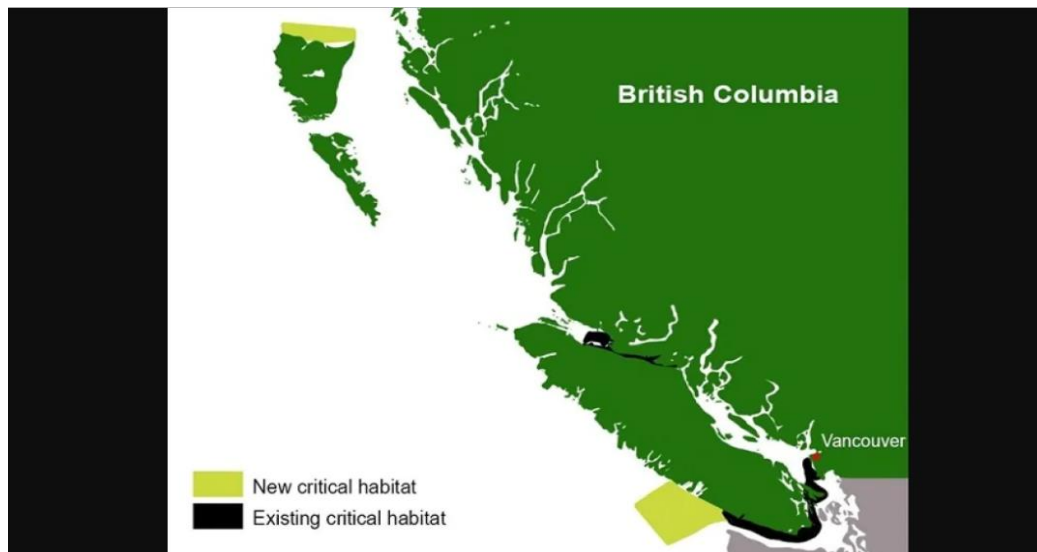 British Columbia
Vancouver
New critical habitat
Existing critical habitat